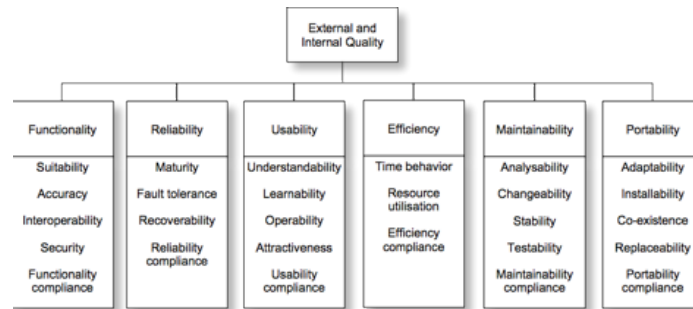 External and
Internal Quality
Functionality
Suitability
Accuracy
Interoperability
Security
Functionality
compliance
Reliability
Maturity
Fault tolerance
Recoverability
Reliability
compliance
Usability
Understandability
Learnability
Operability
Attractiveness
Usability
compliance
Efficiency
Time behavior
Resource
utilisation
Efficiency
compliance
Maintainability
Analysability
Changeability
Stability
Testability
Maintainability
compliance
Portability
Adaptability
Installability
Co-existence
Replaceability
Portability
compliance